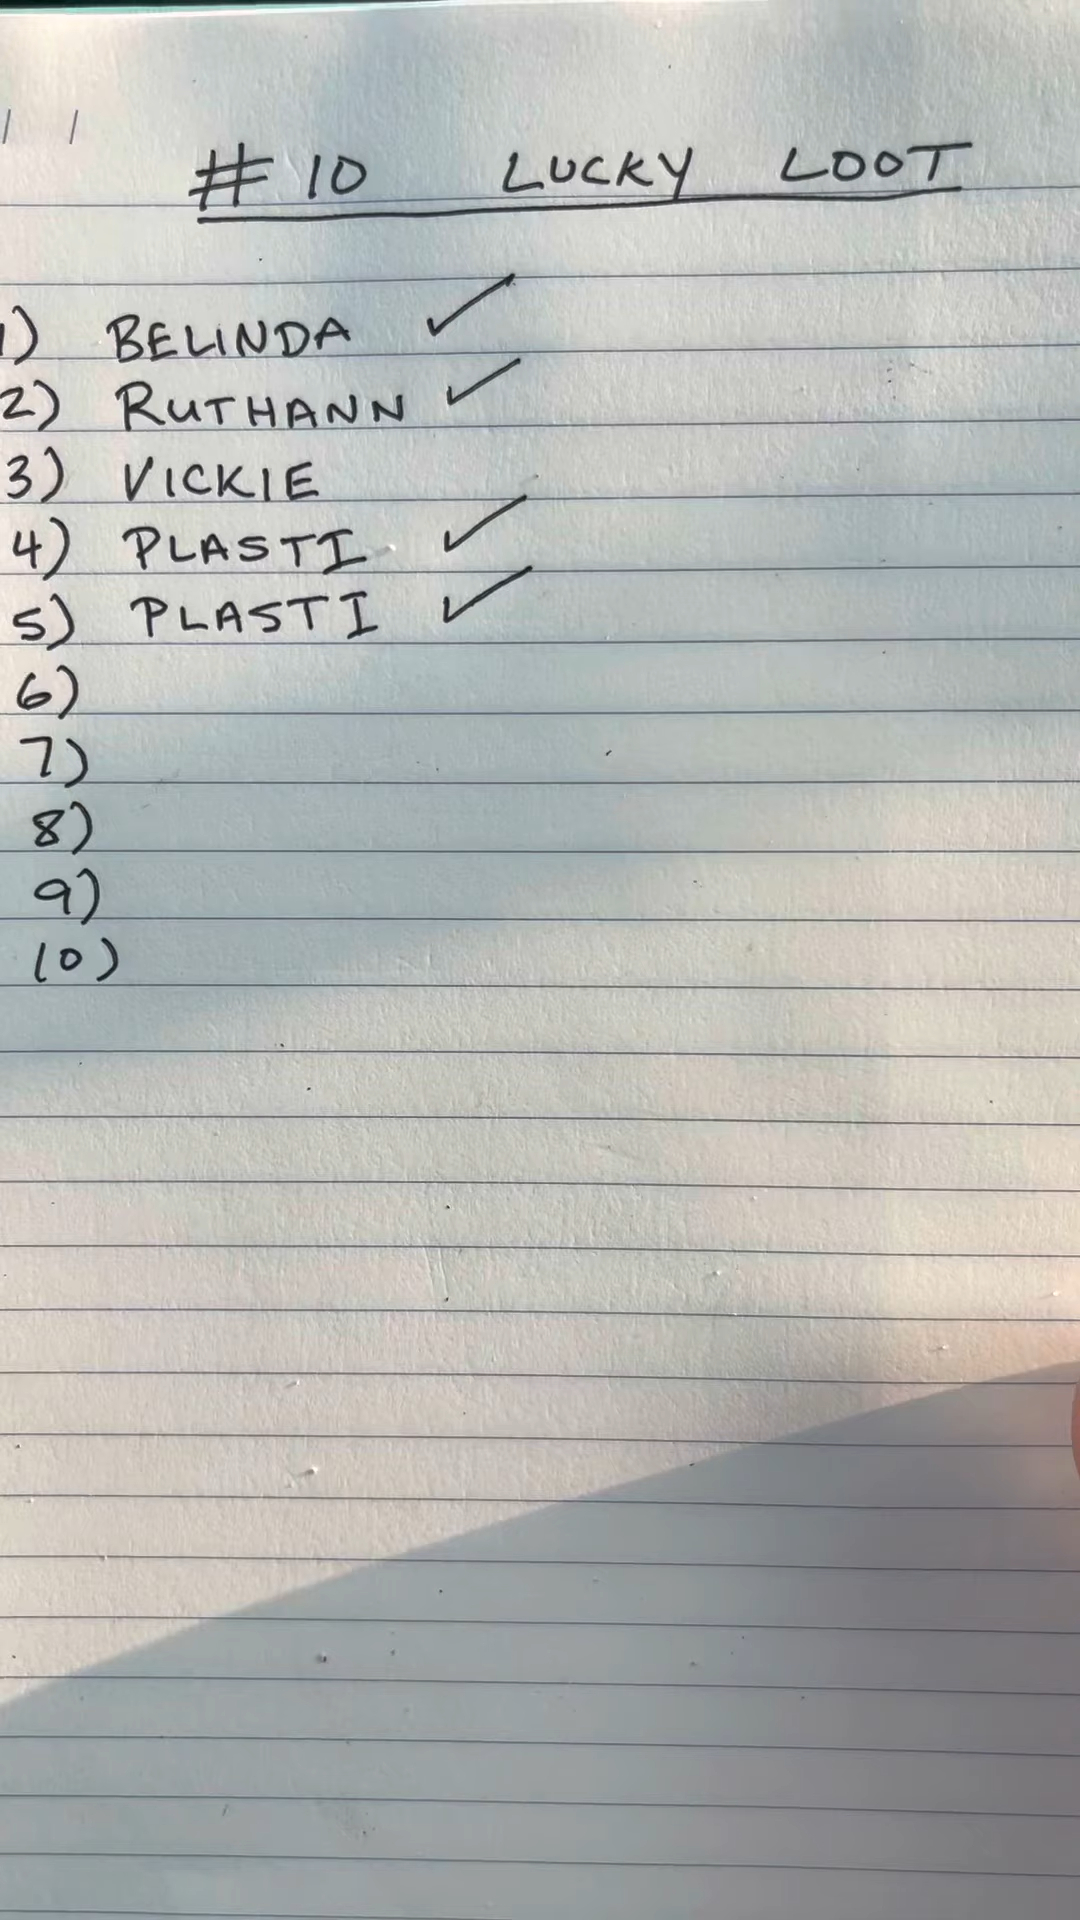 # 10 LUCKY LOOT
1) BELINDA ✓
2) RUTHANN ✓
3) VICKIE
4) PLASTI ✓
5) PLASTI ✓
6)
7)
8)
9)
10)